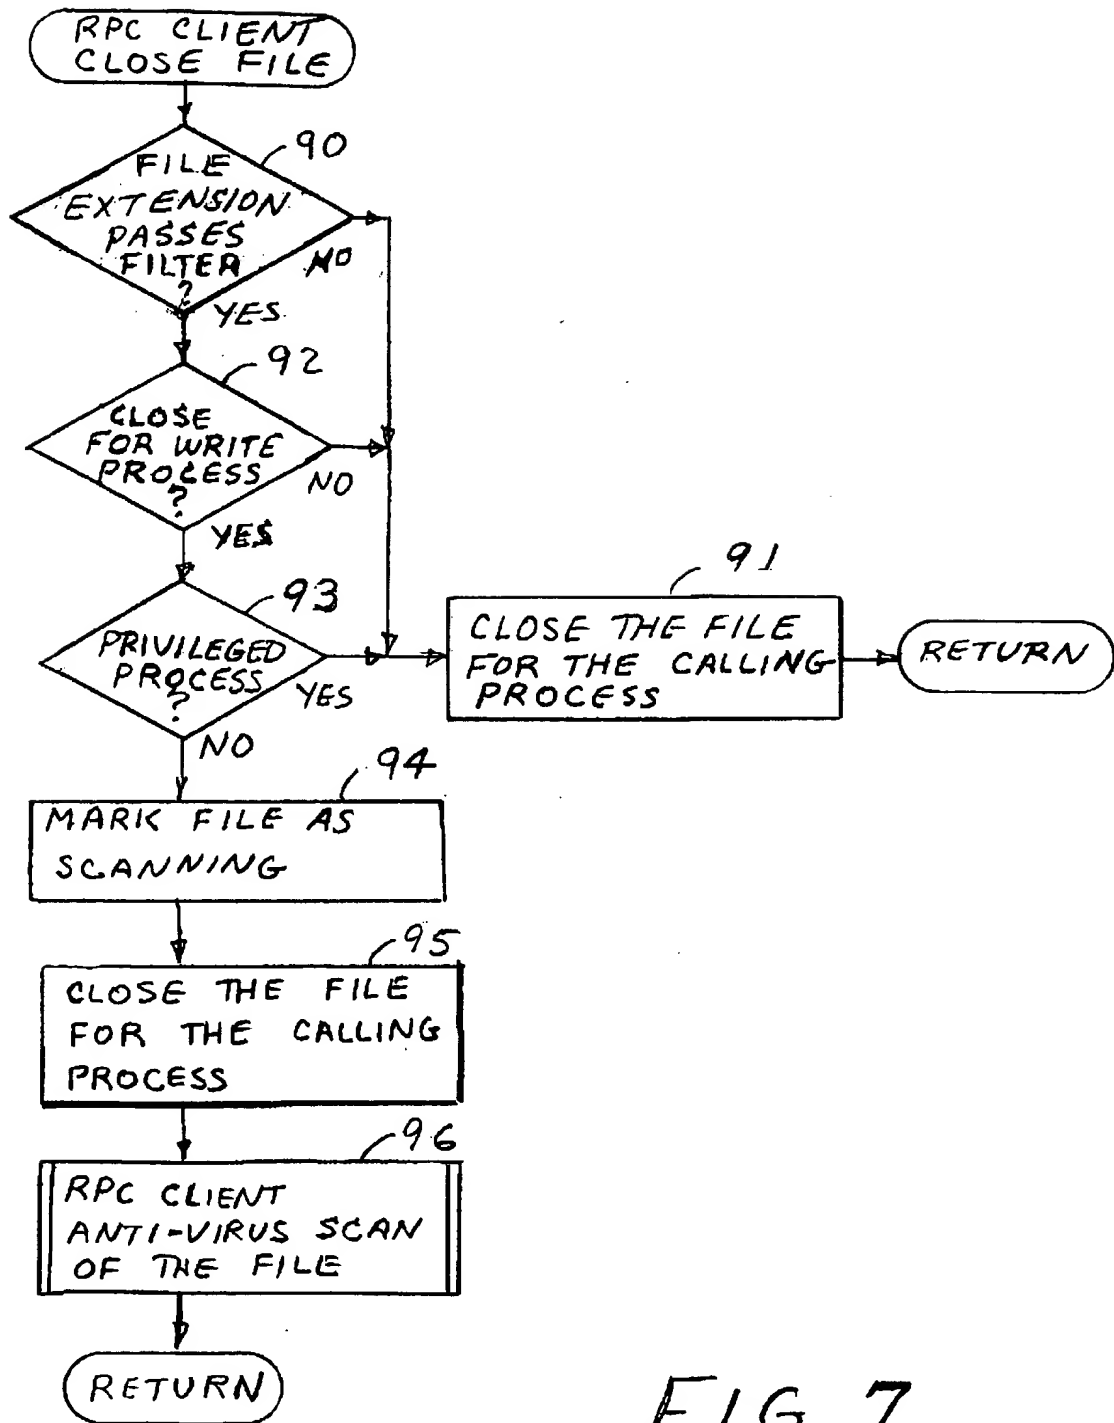 RPC CLIENT
CLOSE FILE
90
FILE
EXTENSION
PASSES
FILTER
?
NO
YES
92
CLOSE
FOR WRITE
PROCESS
?
NO
YES
93
PRIVILEGED
PROCESS
?
YES
NO
91
CLOSE THE FILE
FOR THE CALLING
PROCESS
RETURN
94
MARK FILE AS
SCANNING
95
CLOSE THE FILE
FOR THE CALLING
PROCESS
96
RPC CLIENT
ANTI-VIRUS SCAN
OF THE FILE
RETURN
FIG. 7